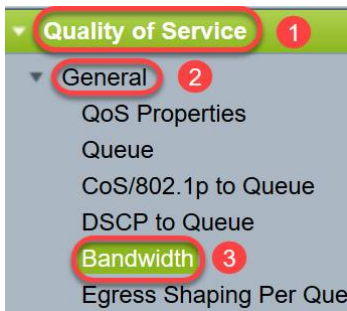 Quality of Service 1
General 2
QoS Properties
Queue
CoS/802.1p to Queue
DSCP to Queue
Bandwidth 3
Egress Shaping Per Que